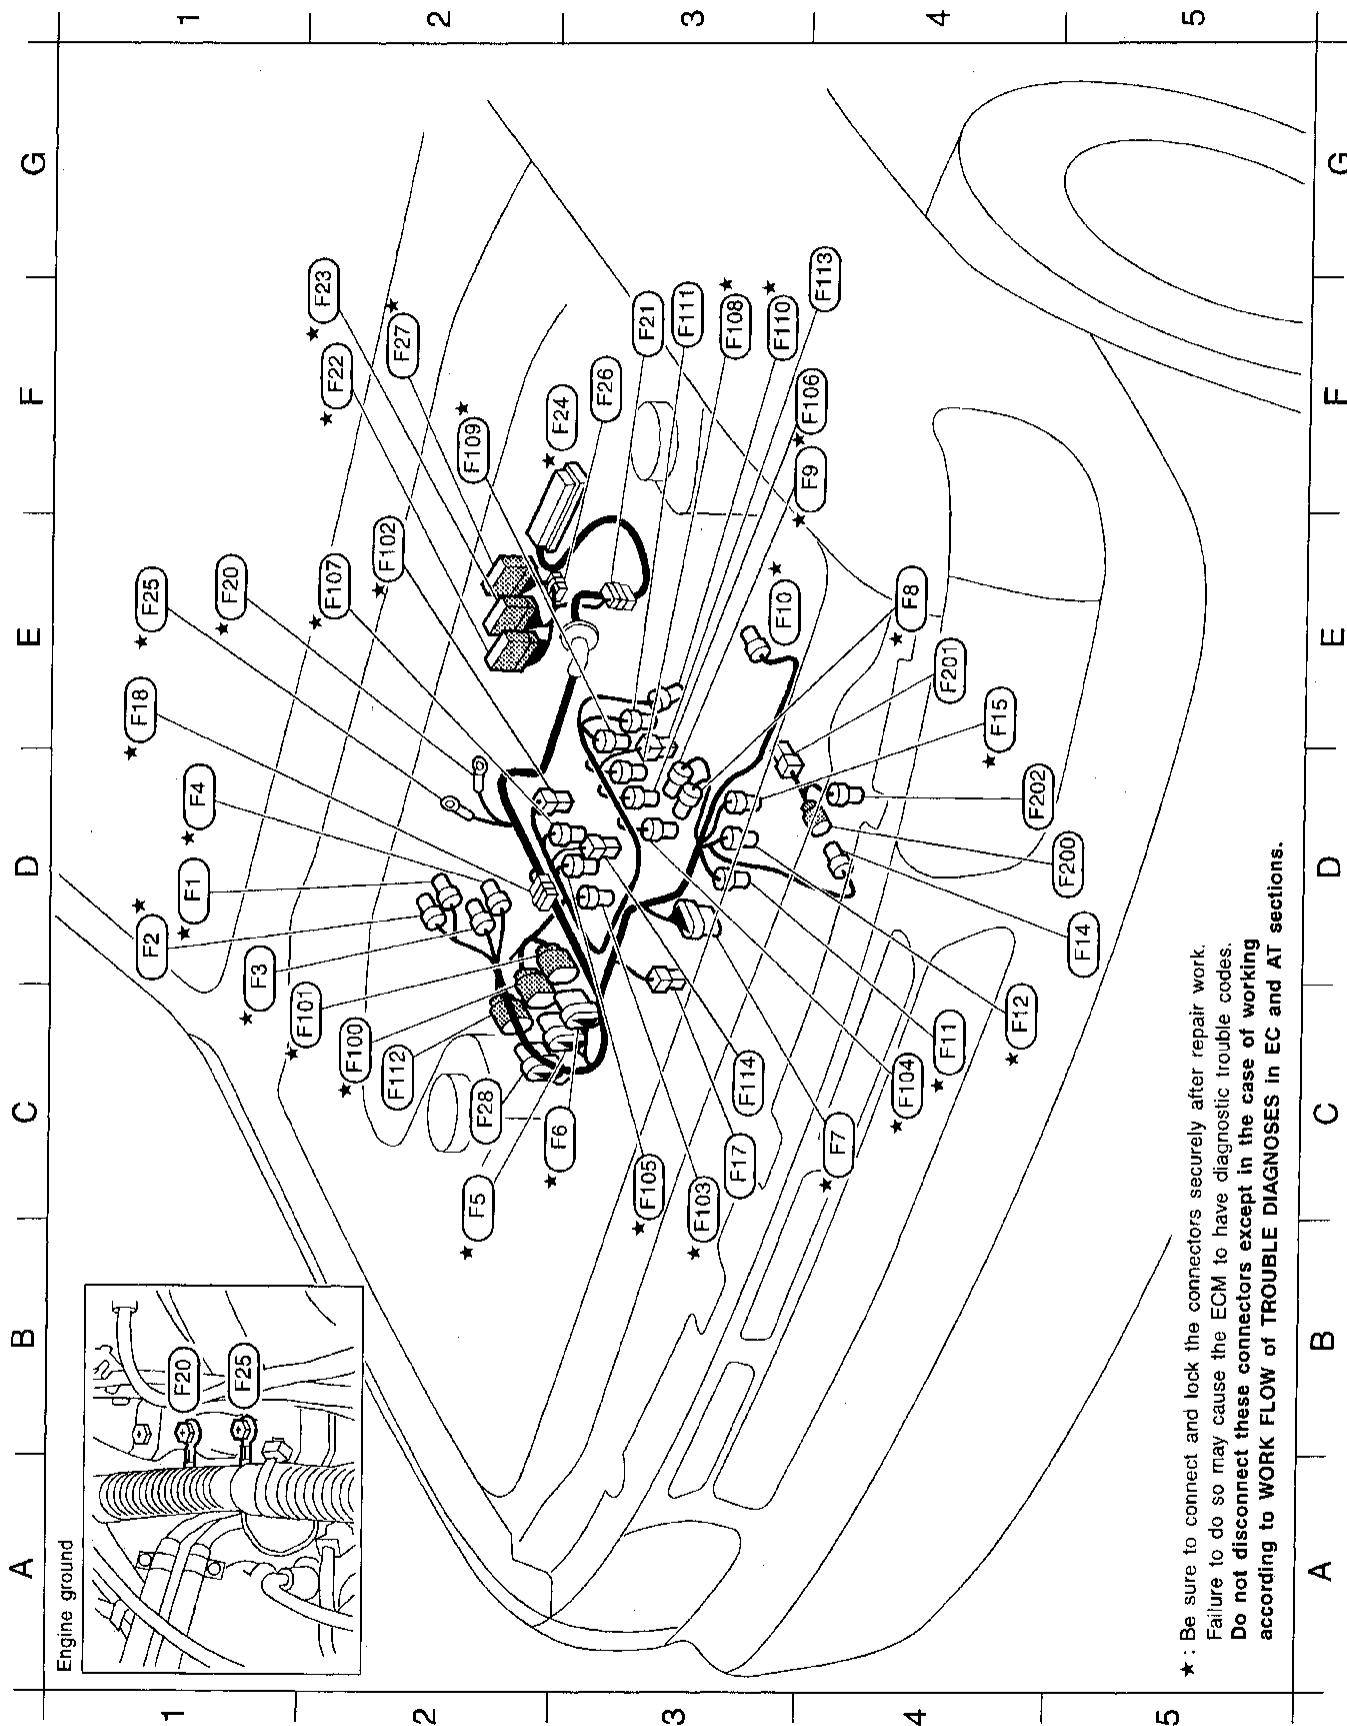 1
2
3
4
5
G
F
E
D
C
B
A
Engine ground
F20
F25
F23
F22
F27
F109
F24
F26
F21
F111
F108
F110
F113
F106
F9
F10
F8
F201
F15
F202
F200
F14
F12
F11
F104
F7
F114
F17
F103
F105
F6
F5
F28
F112
F100
F101
F3
F2
F1
F4
F18
F25
F20
F107
F102
★ : Be sure to connect and lock the connectors securely after repair work.
Failure to do so may cause the ECM to have diagnostic trouble codes.
Do not disconnect these connectors except in the case of working
according to WORK FLOW of TROUBLE DIAGNOSES in EC and AT sections.
G
F
E
D
C
B
A
1
2
3
4
5